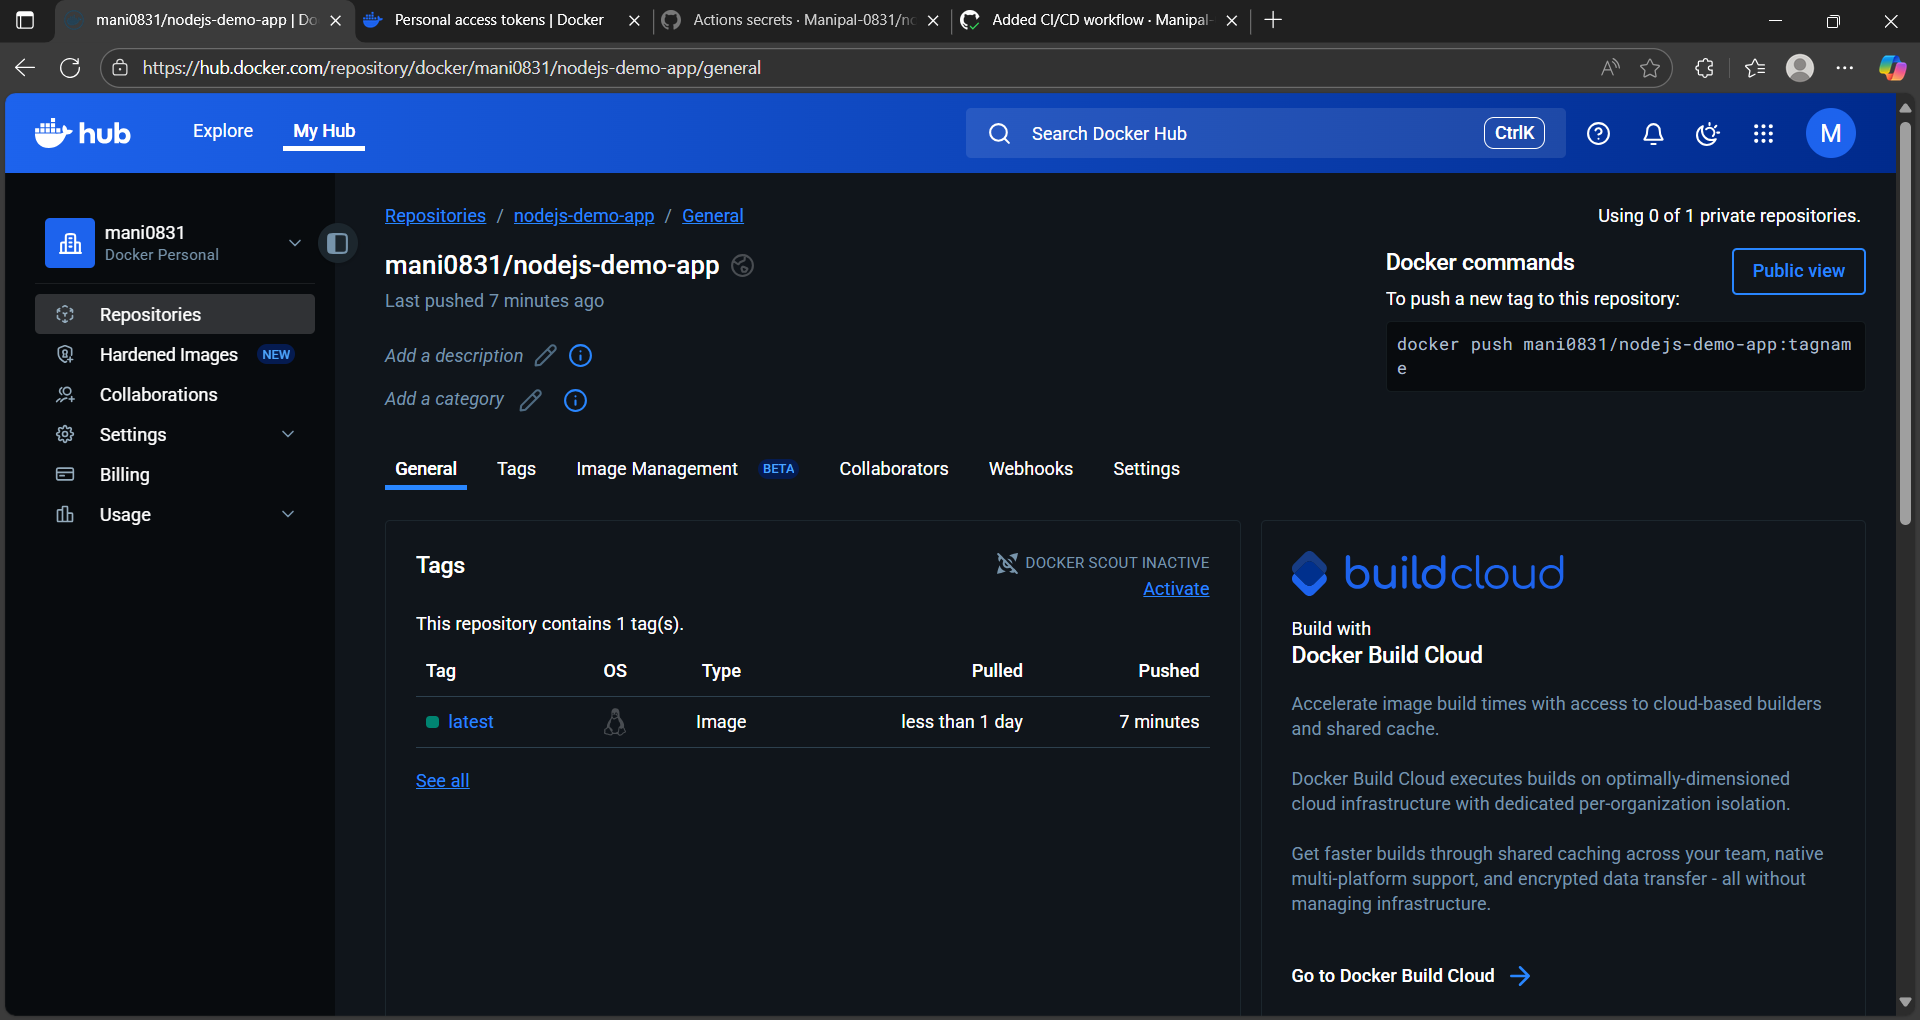 mani0831/nodejs-demo-app | Do
Personal access tokens | Docker
Actions secrets · Manipal-0831/no
Added CI/CD workflow · Manipal-
https://hub.docker.com/repository/docker/mani0831/nodejs-demo-app/general
hub
Explore
My Hub
Search Docker Hub
CtrlK
M
mani0831
Docker Personal
Repositories
Hardened Images NEW
Collaborations
Settings
Billing
Usage
Repositories / nodejs-demo-app / General
Using 0 of 1 private repositories.
mani0831/nodejs-demo-app
Last pushed 7 minutes ago
Add a description
Add a category
Docker commands
Public view
To push a new tag to this repository:
docker push mani0831/nodejs-demo-app:tagnam
e
General Tags Image Management BETA Collaborators Webhooks Settings
Tags
DOCKER SCOUT INACTIVE
Activate
This repository contains 1 tag(s).
Tag OS Type Pulled Pushed
latest Image less than 1 day 7 minutes
See all
buildcloud
Build with
Docker Build Cloud
Accelerate image build times with access to cloud-based builders
and shared cache.
Docker Build Cloud executes builds on optimally-dimensioned
cloud infrastructure with dedicated per-organization isolation.
Get faster builds through shared caching across your team, native
multi-platform support, and encrypted data transfer - all without
managing infrastructure.
Go to Docker Build Cloud